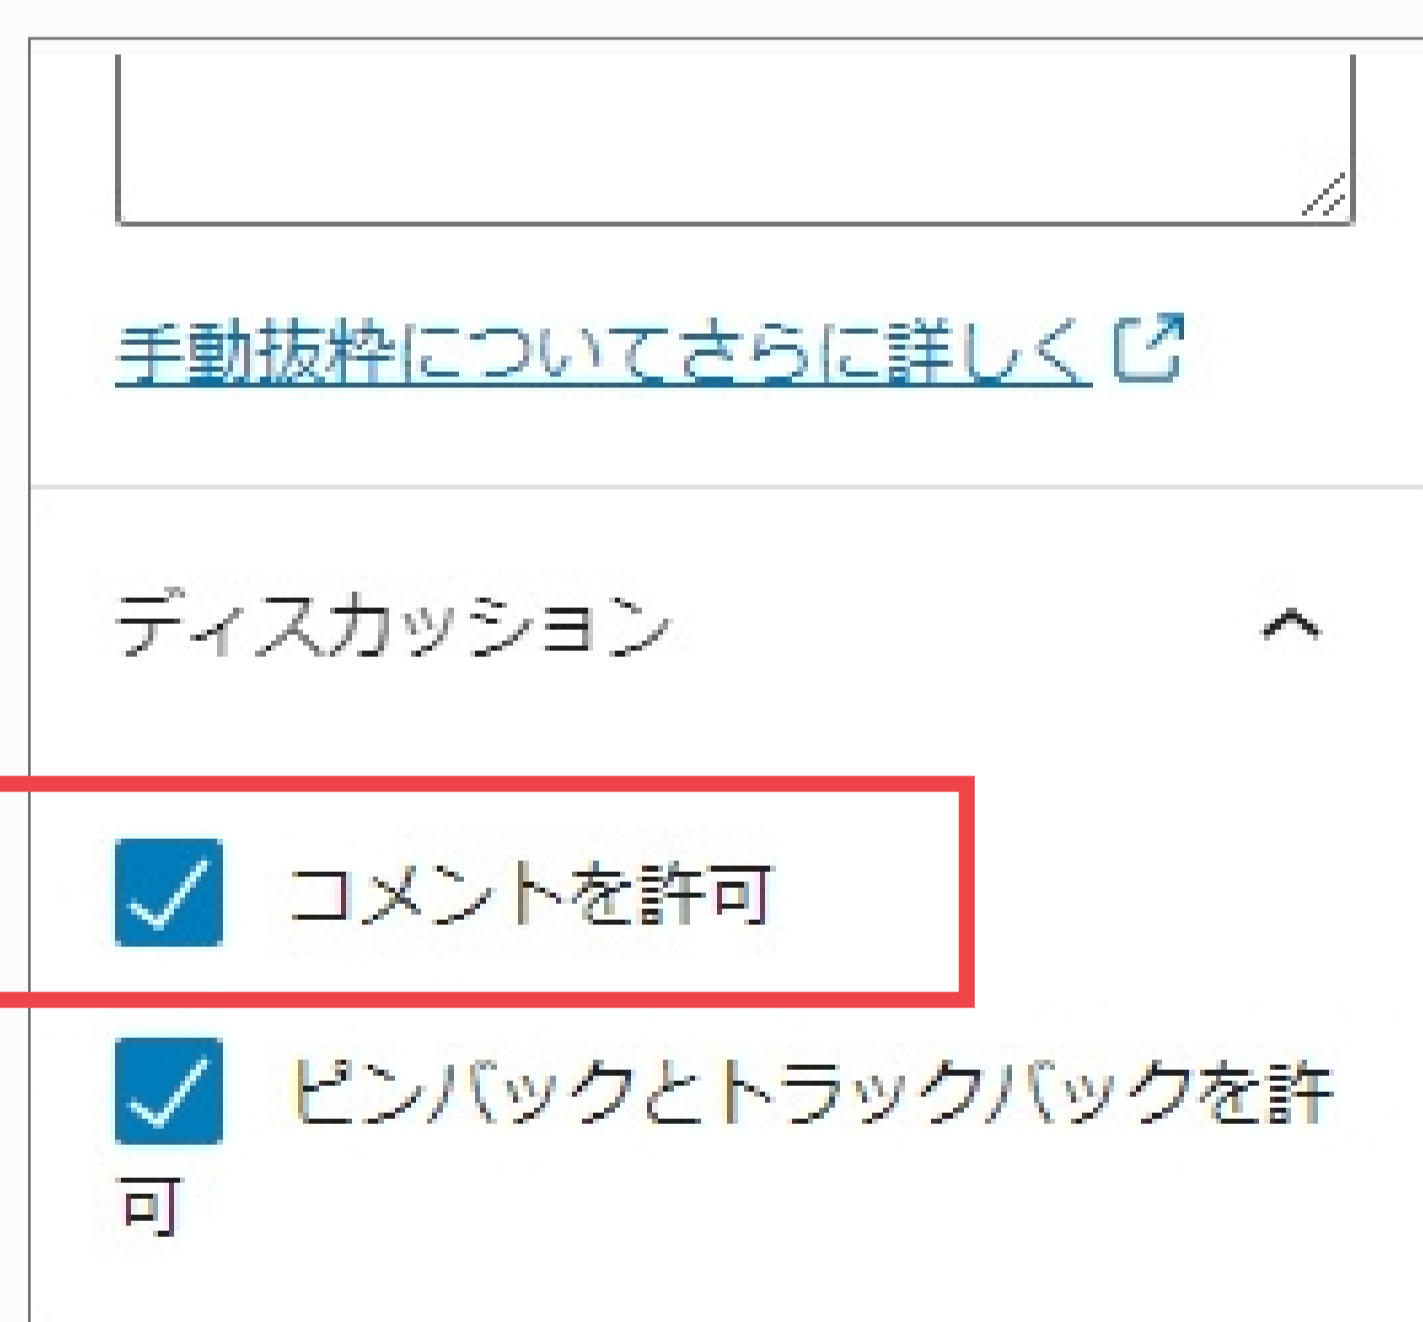 手動抜粋についてさらに詳しく
ディスカッション
コメントを許可
ピンバックとトラックバックを許
可